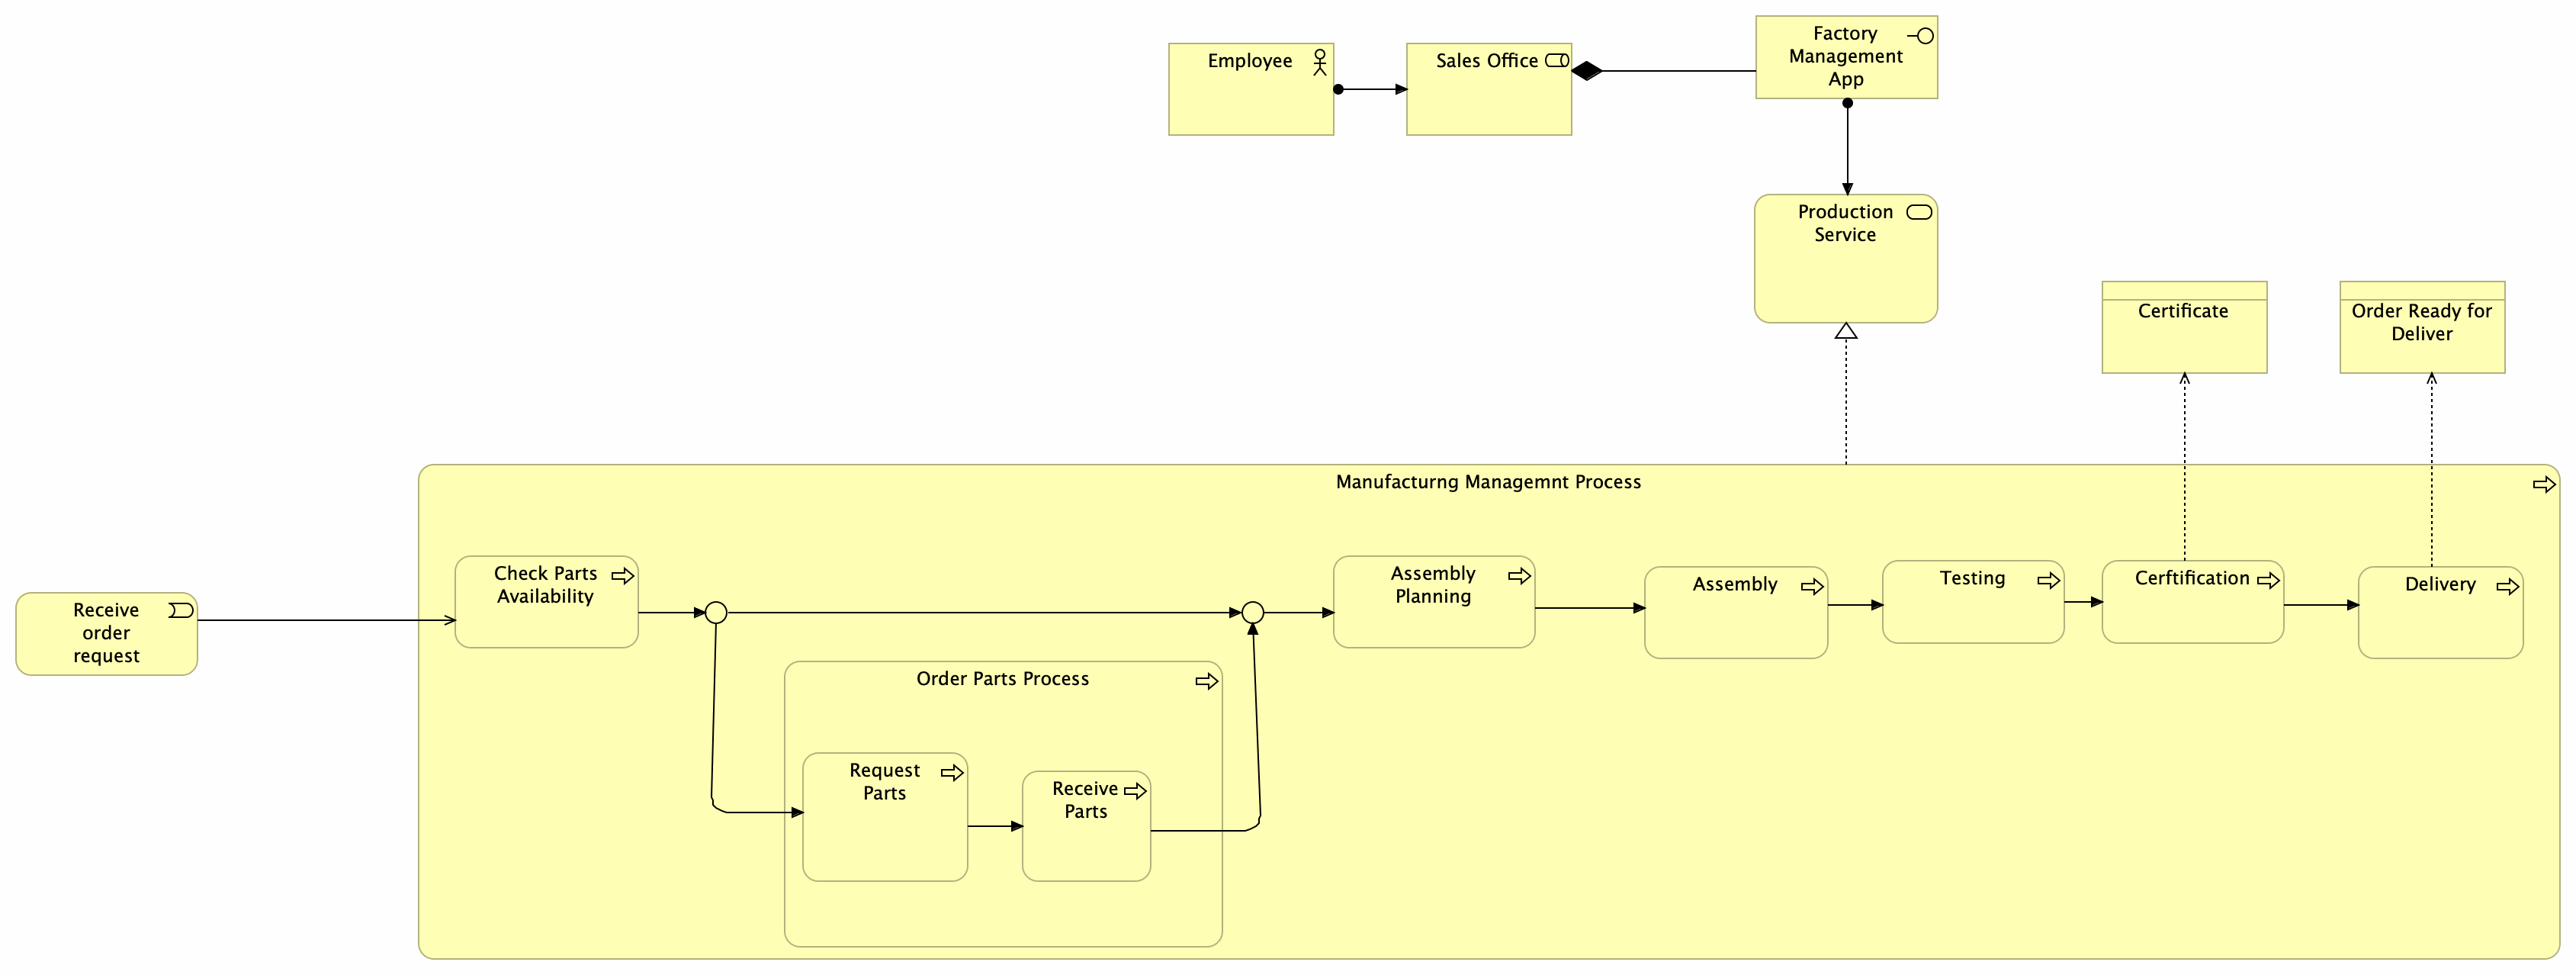 Employee
Sales Office
Factory
Management
App
Production
Service
Certificate
Order Ready for
Deliver
Manufacturng Managemnt Process
Receive
order
request
Check Parts
Availability
Assembly
Planning
Assembly
Testing
Cerftification
Delivery
Order Parts Process
Request
Parts
Receive
Parts